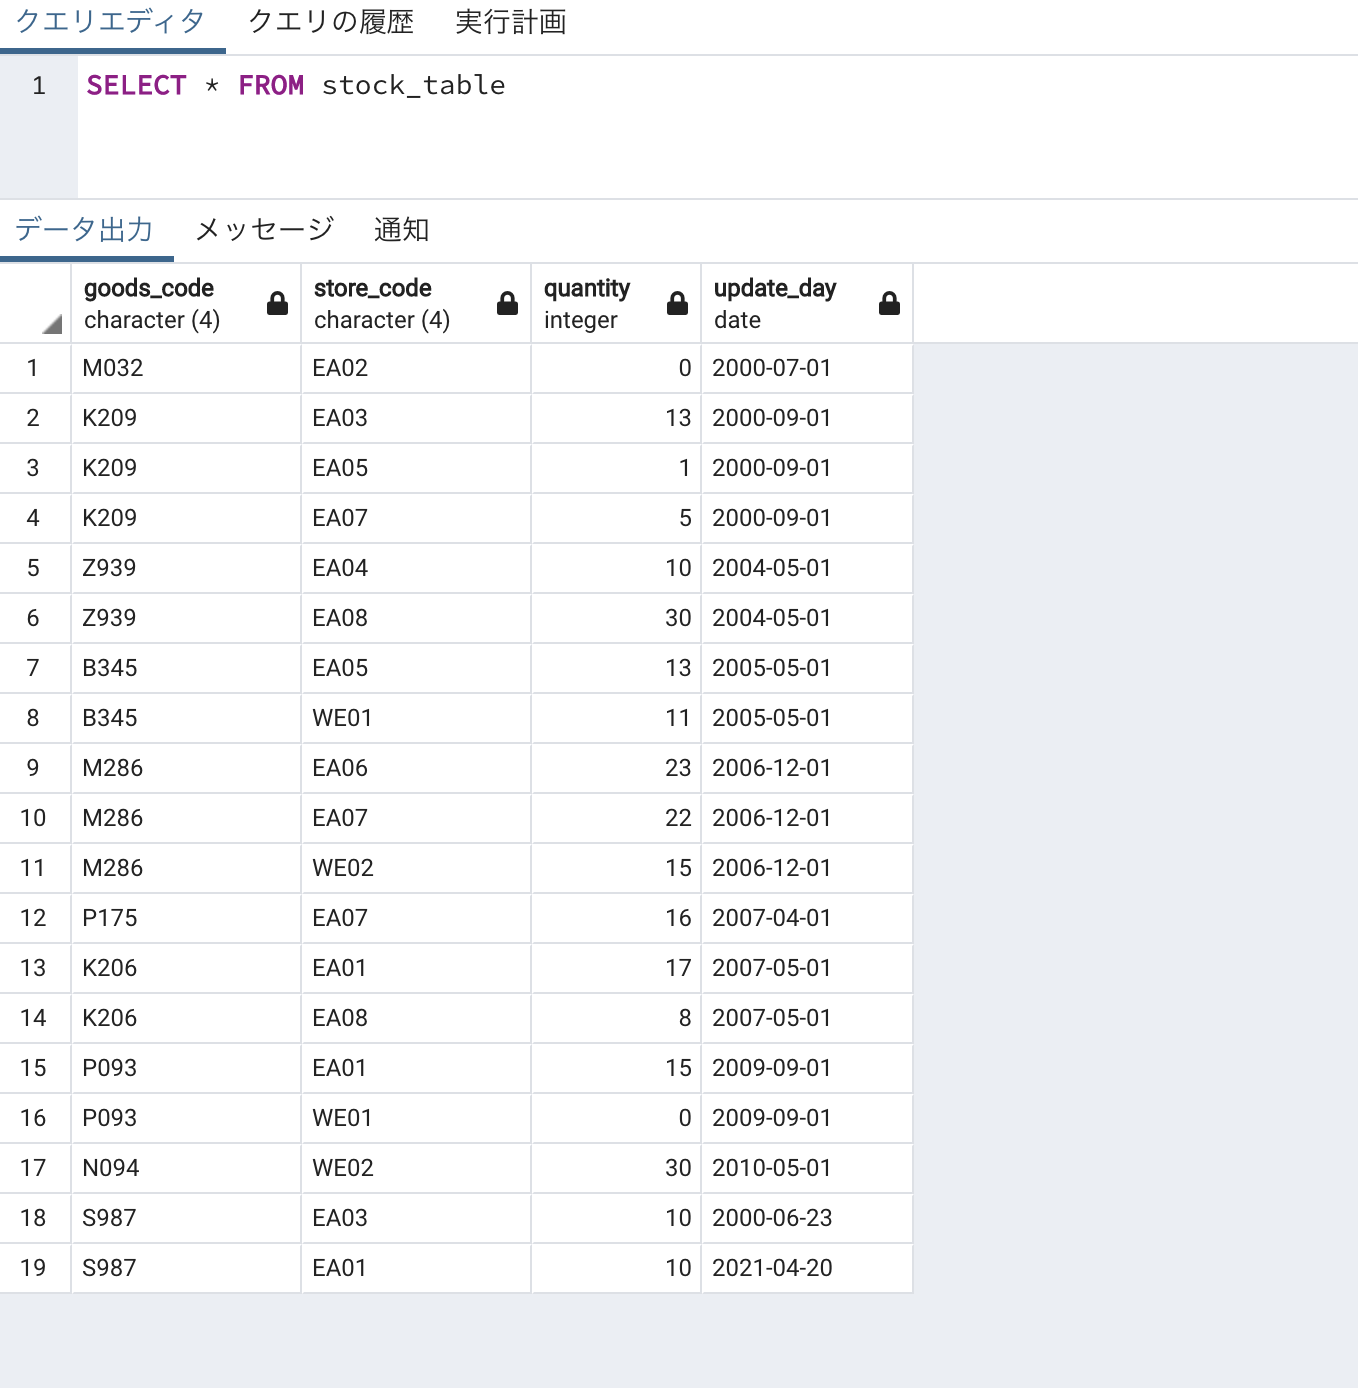 クエリエディタ クエリの履歴 実行計画
1 SELECT * FROM stock_table
データ出力 メッセージ 通知
goods_code store_code quantity update_day
character (4) character (4) integer date
1 M032 EA02 0 2000-07-01
2 K209 EA03 13 2000-09-01
3 K209 EA05 1 2000-09-01
4 K209 EA07 5 2000-09-01
5 Z939 EA04 10 2004-05-01
6 Z939 EA08 30 2004-05-01
7 B345 EA05 13 2005-05-01
8 B345 WE01 11 2005-05-01
9 M286 EA06 23 2006-12-01
10 M286 EA07 22 2006-12-01
11 M286 WE02 15 2006-12-01
12 P175 EA07 16 2007-04-01
13 K206 EA01 17 2007-05-01
14 K206 EA08 8 2007-05-01
15 P093 EA01 15 2009-09-01
16 P093 WE01 0 2009-09-01
17 N094 WE02 30 2010-05-01
18 S987 EA03 10 2000-06-23
19 S987 EA01 10 2021-04-20